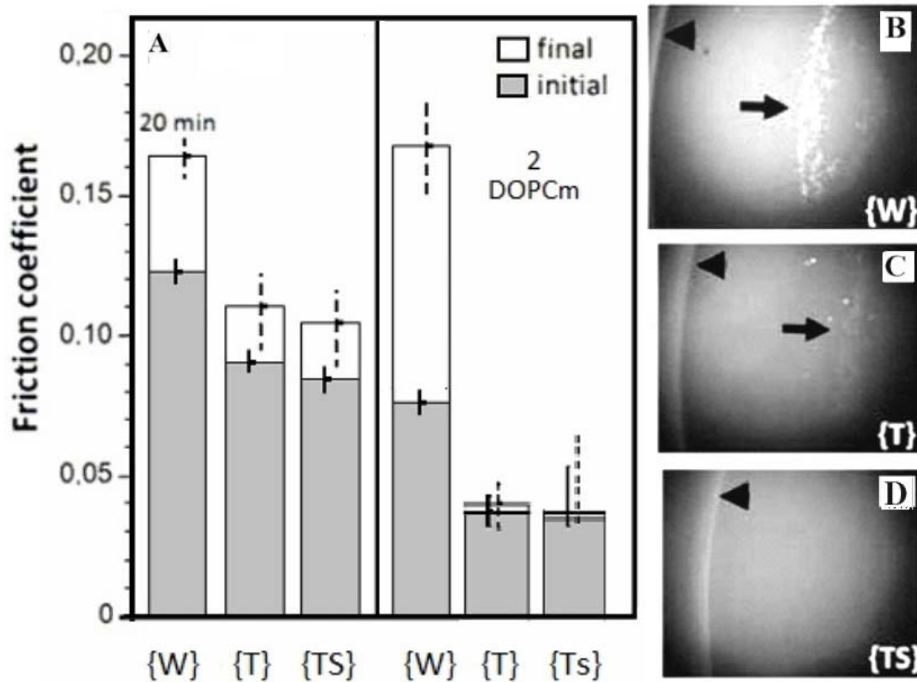 A
0,20
0.15
0.10
0.05
0
Friction coefficient
final
initial
20 min
2
DOPCm
{W}
{T}
{TS}
{W}
{T}
{Ts}
B
{W}
C
{T}
D
{TS}